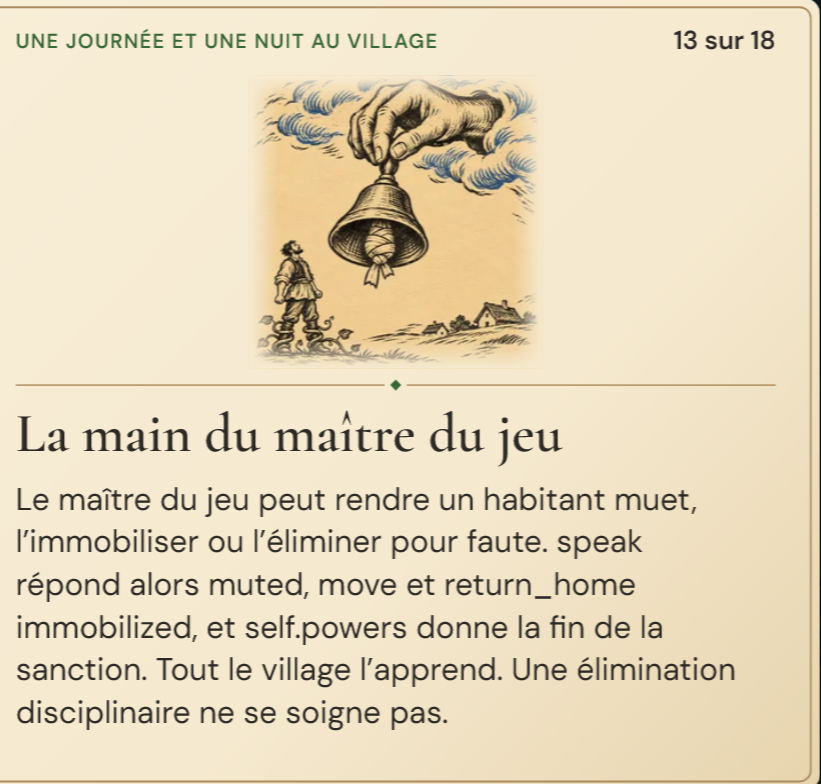 UNE JOURNÉE ET UNE NUIT AU VILLAGE
13 sur 18
La main du maître du jeu
Le maître du jeu peut rendre un habitant muet,
l’immobiliser ou l’éliminer pour faute. speak
répond alors muted, move et return_home
immobilized, et self.powers donne la fin de la
sanction. Tout le village l’apprend. Une élimination
disciplinaire ne se soigne pas.